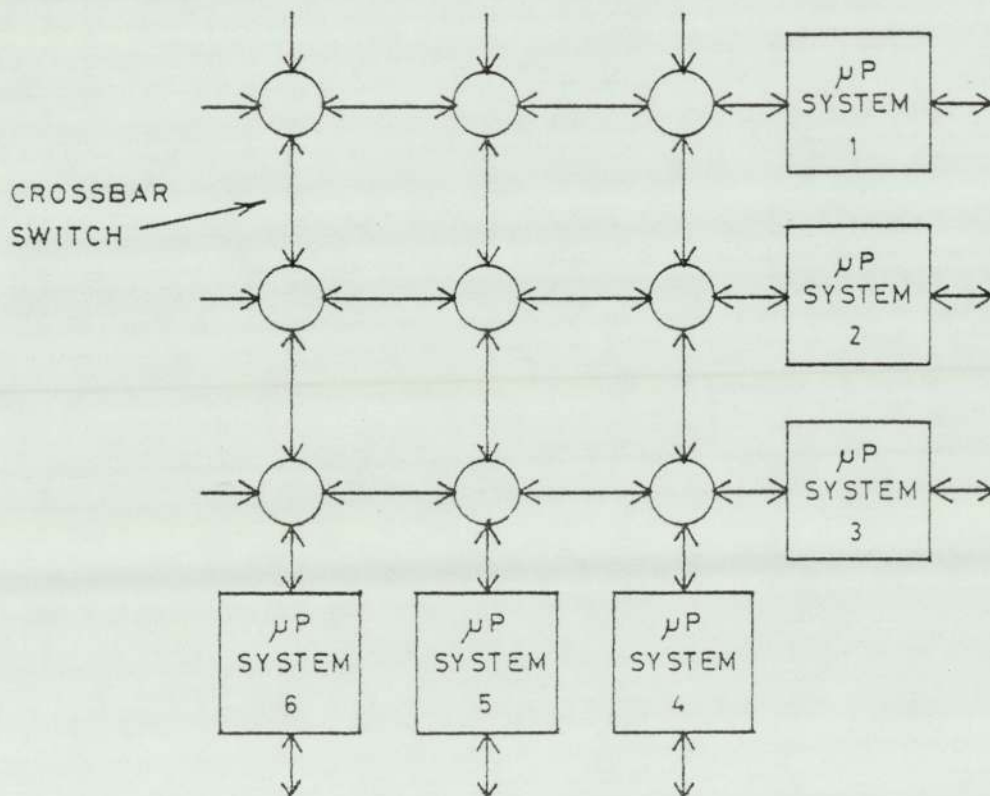 μP
SYSTEM
1
CROSSBAR
SWITCH
μP
SYSTEM
2
μP
SYSTEM
3
μP
SYSTEM
6
μP
SYSTEM
5
μP
SYSTEM
4